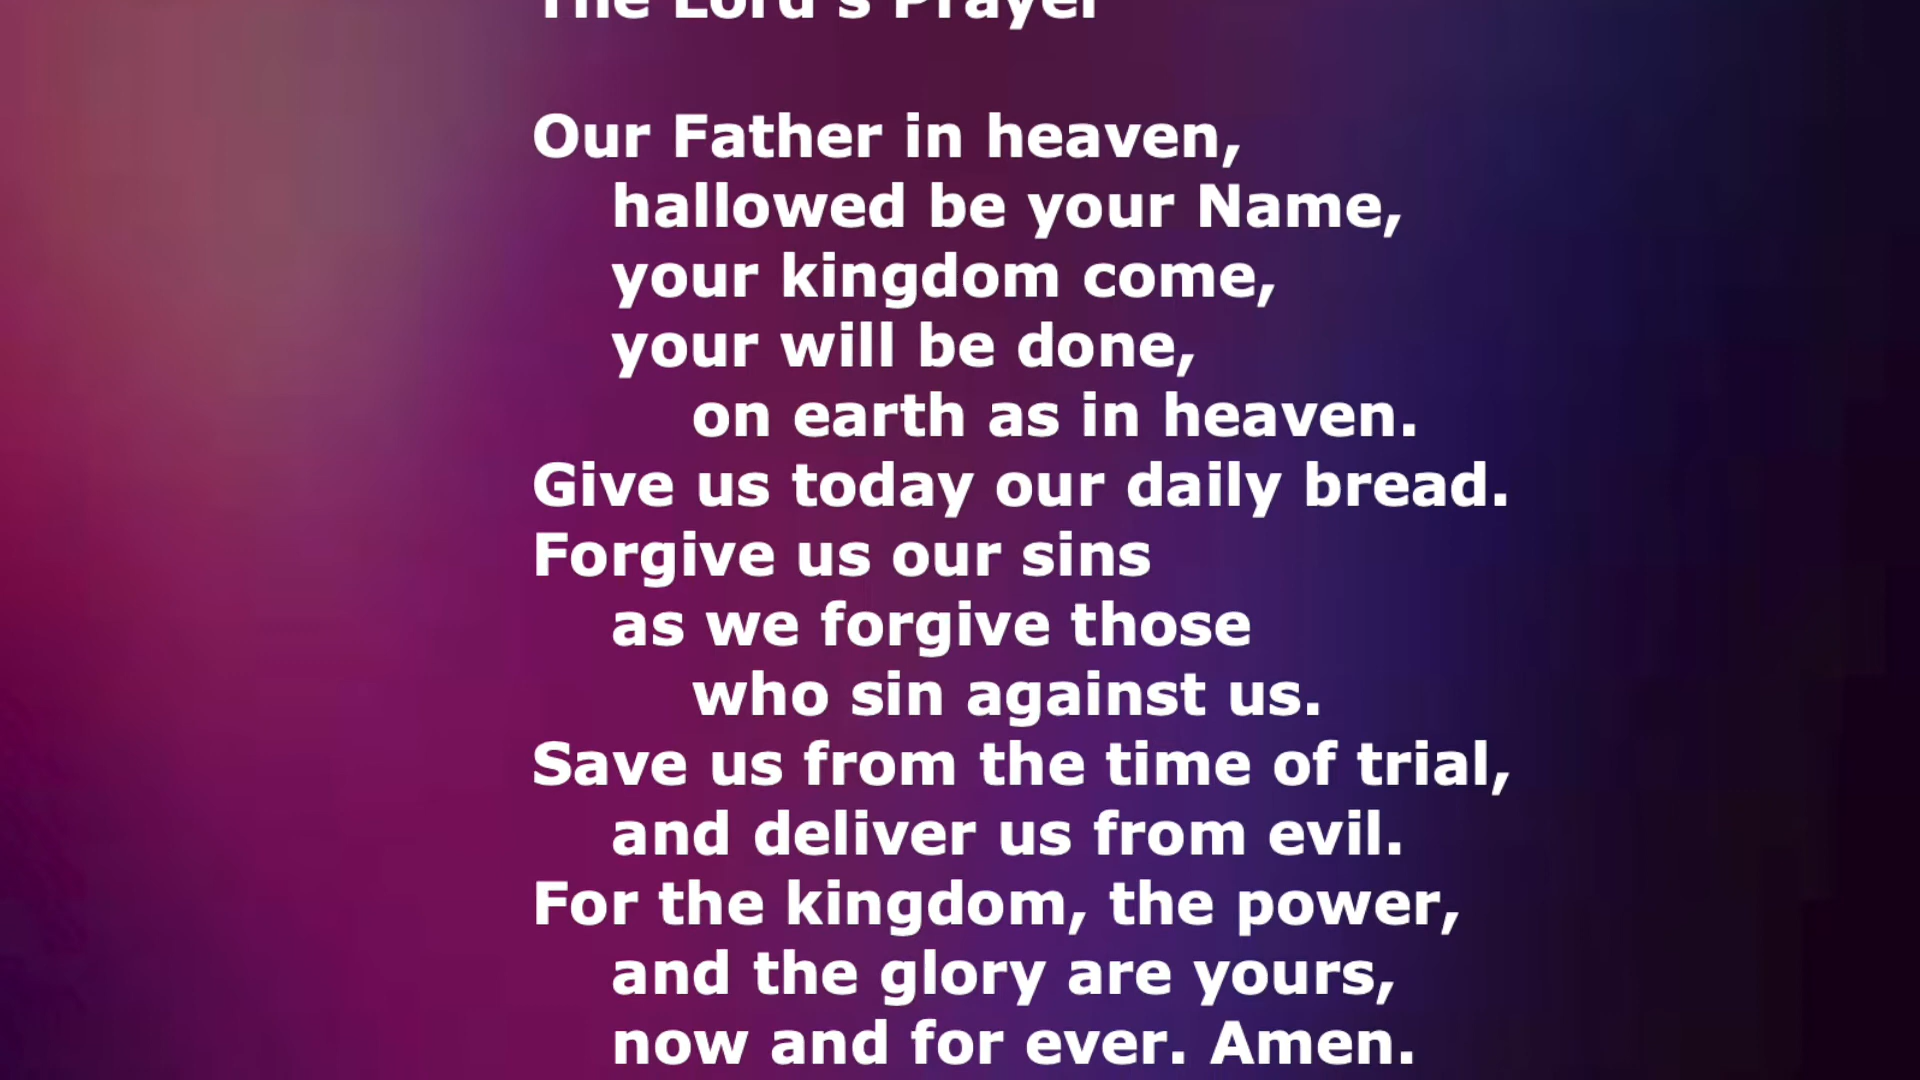 The Lord's Prayer
Our Father in heaven,
hallowed be your Name,
your kingdom come,
your will be done,
on earth as in heaven.
Give us today our daily bread.
Forgive us our sins
as we forgive those
who sin against us.
Save us from the time of trial,
and deliver us from evil.
For the kingdom, the power,
and the glory are yours,
now and for ever. Amen.